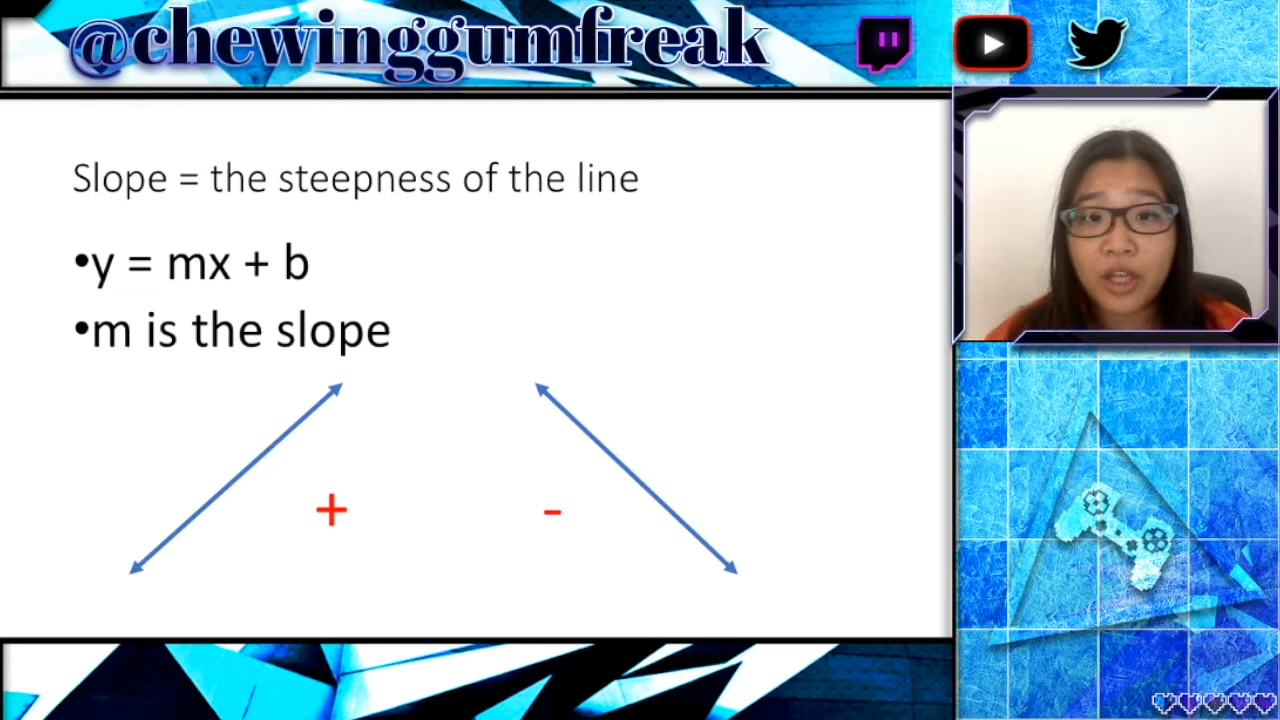 @chewinggumfreak
Slope = the steepness of the line
•y = mx + b
•m is the slope
+ -